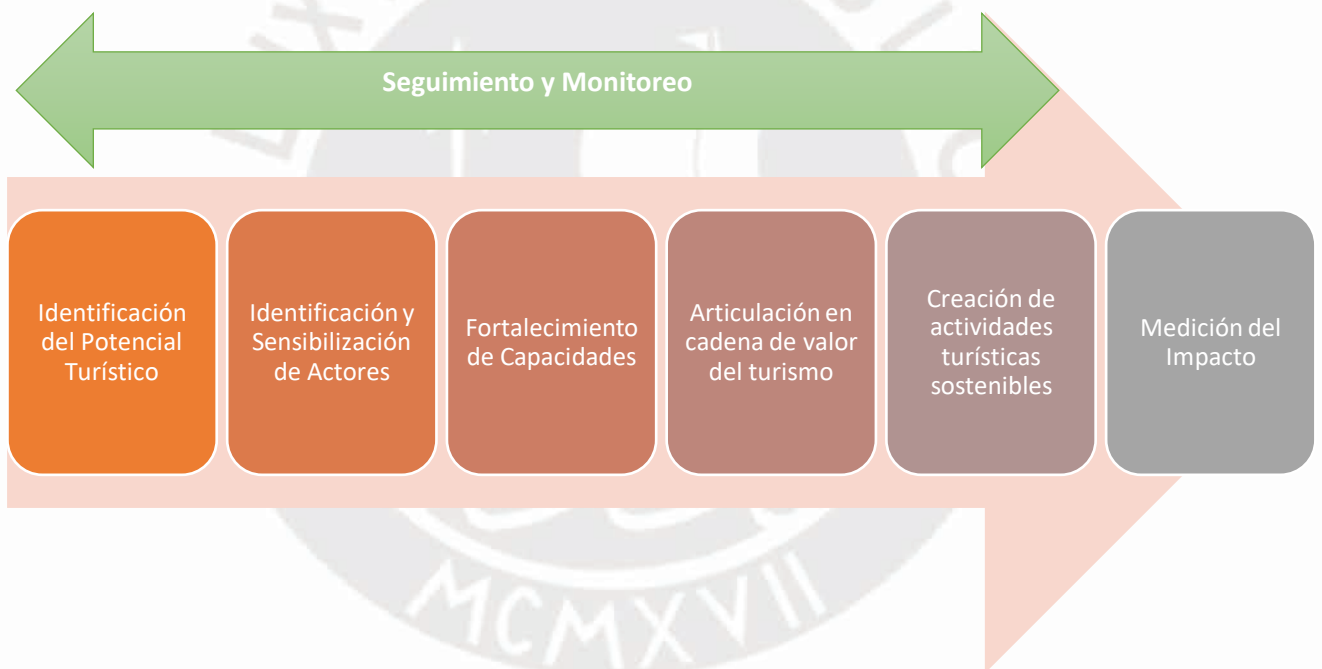 Seguimiento y Monitoreo
Identificación
del Potencial
Turístico
Identificación y
Sensibilización
de Actores
Fortalecimiento
de Capacidades
Articulación en
cadena de valor
del turismo
Creación de
actividades
turísticas
sostenibles
Medición del
Impacto
MCMXVII